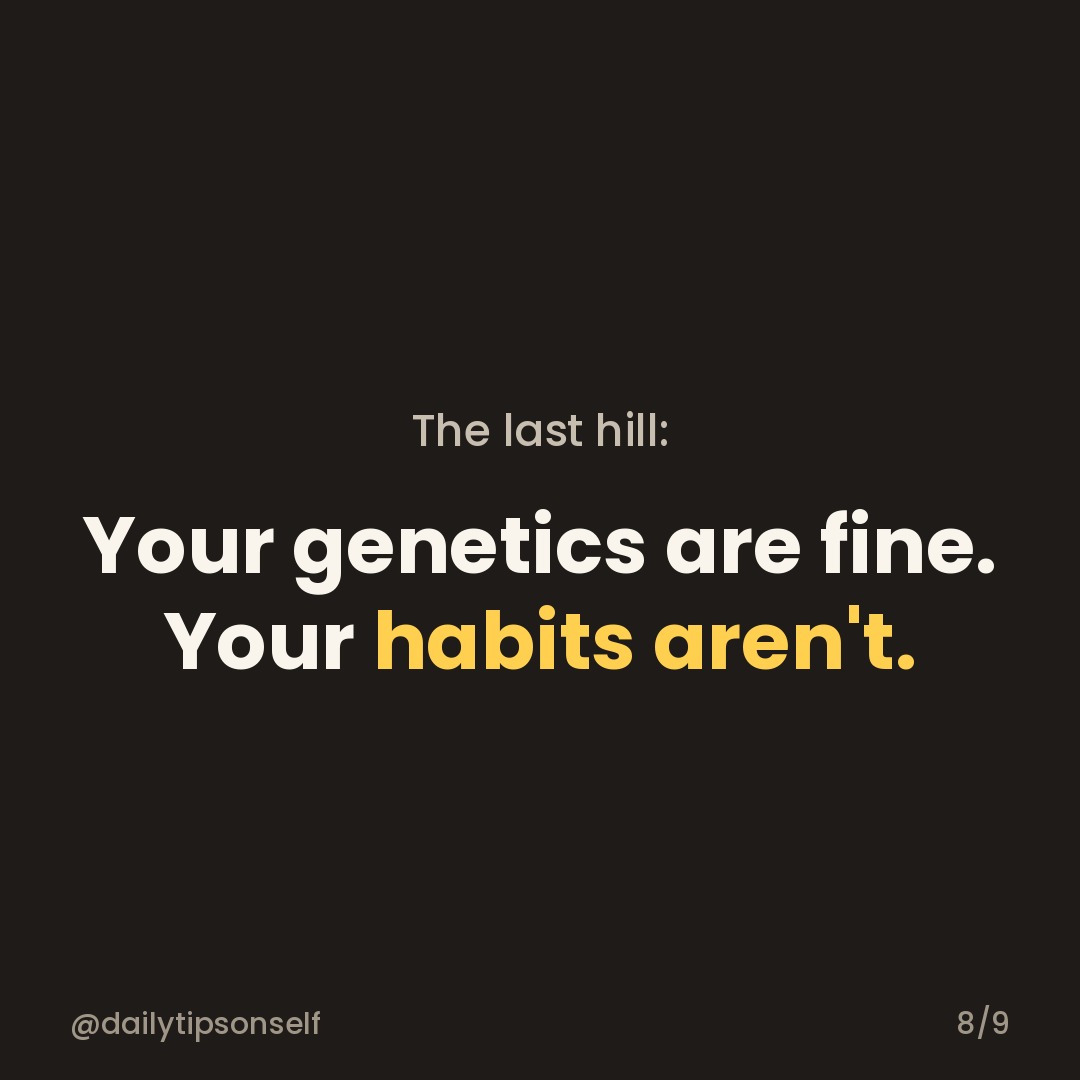 The last hill:
Your genetics are fine.
Your habits aren't.
@dailytipsonself
8/9